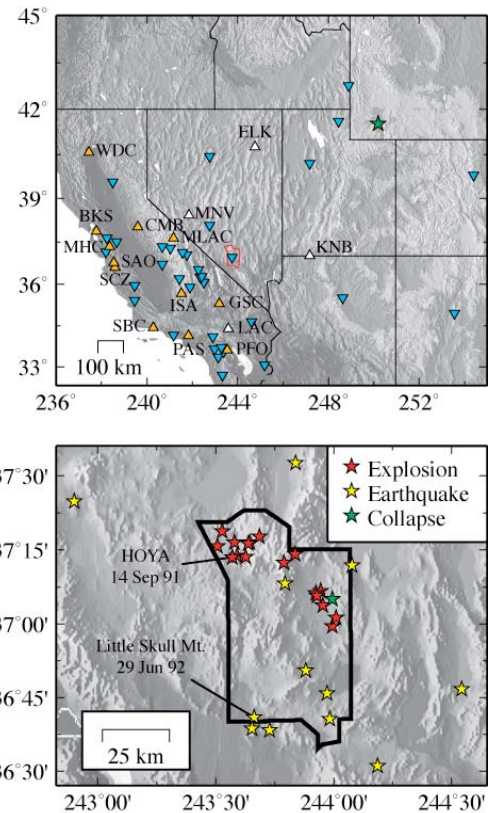 45°
42°
39°
36°
33°
ELK
WDC
BKS
CMB
MNV
MLAC
MHC
SAO
SCZ
KNB
ISA
GSC
SBC
LAC
PAS
PFO
100 km
236 240 244 248 252
37°30'
37°15'
37°00'
36°45'
36°30'
Explosion
Earthquake
Collapse
HOYA
14 Sep 91
Little Skull Mt.
29 Jun 92
25 km
243°00' 243°30' 244°00' 244°30'